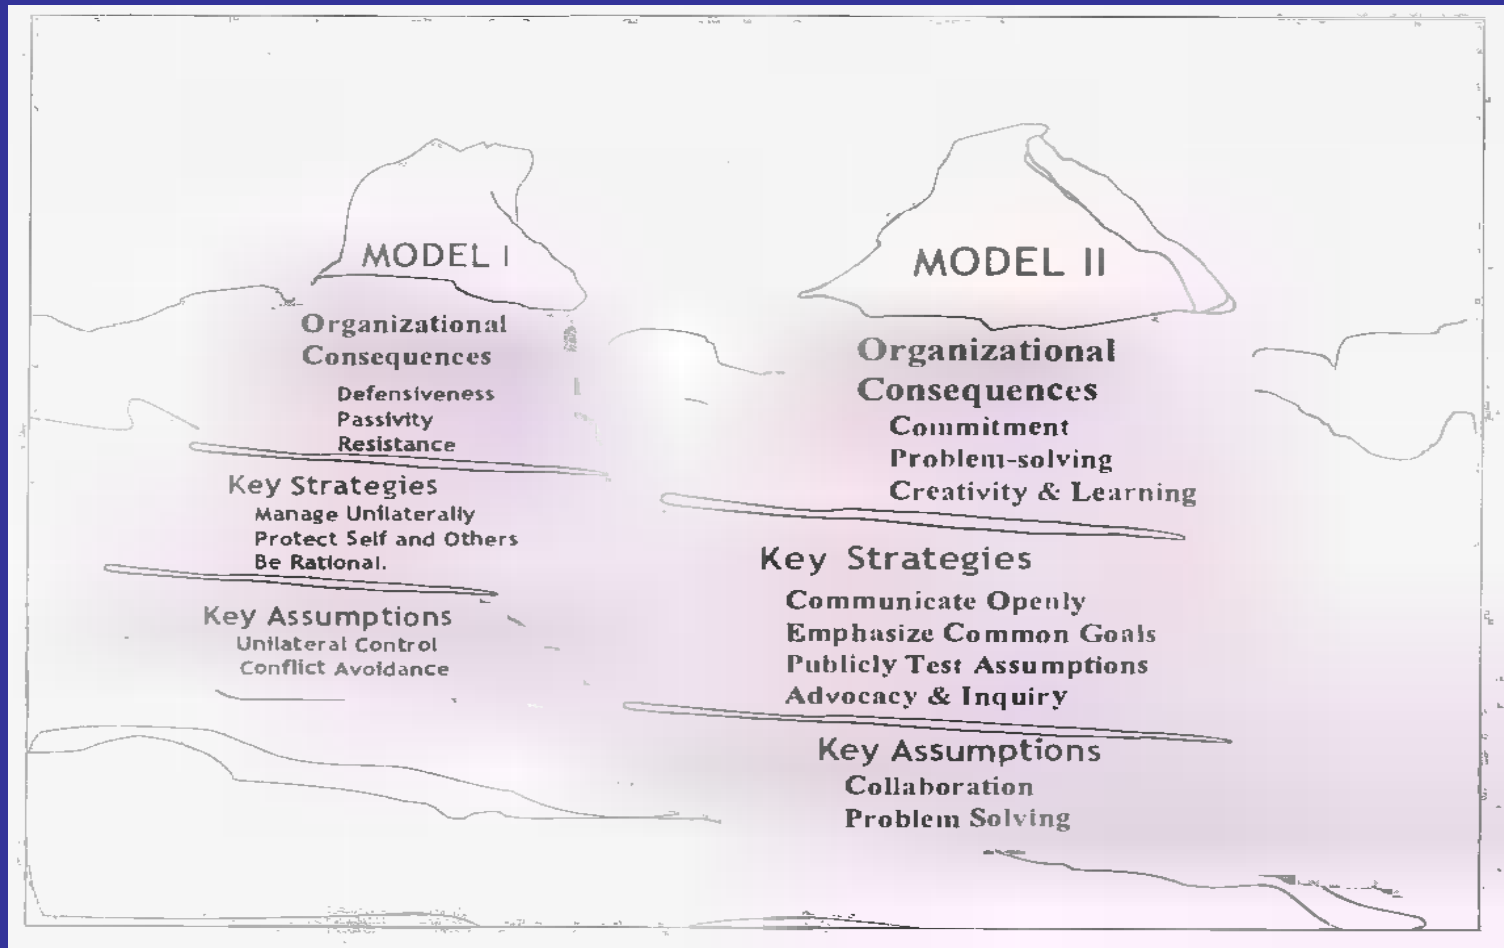 MODEL I
Organizational
Consequences
Defensiveness
Passivity
Resistance
Key Strategies
Manage Unilaterally
Protect Self and Others
Be Rational.
Key Assumptions
Unilateral Control
Conflict Avoidance
MODEL II
Organizational
Consequences
Commitment
Problem-solving
Creativity & Learning
Key Strategies
Communicate Openly
Emphasize Common Goals
Publicly Test Assumptions
Advocacy & Inquiry
Key Assumptions
Collaboration
Problem Solving